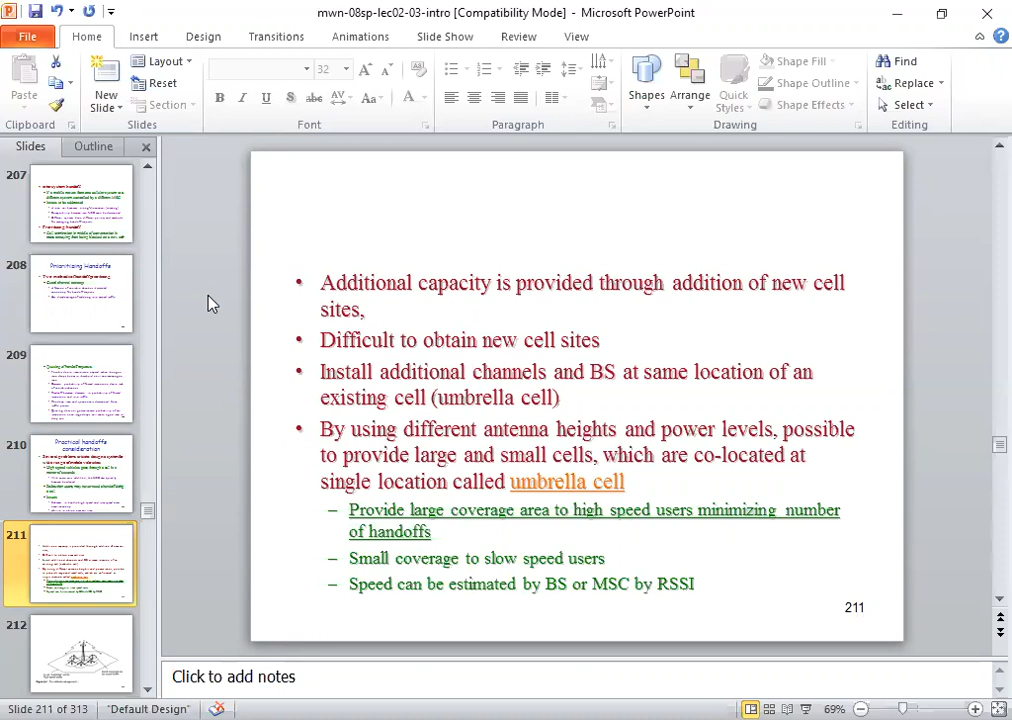 mwn-08sp-lec02-03-intro [Compatibility Mode] - Microsoft PowerPoint
File Home Insert Design Transitions Animations Slide Show Review View
Paste
New Slide
Layout
Reset
Section
32
Shapes
Arrange
Quick Styles
Shape Fill
Shape Outline
Shape Effects
Find
Replace
Select
Clipboard Slides Font Paragraph Drawing Editing
Slides Outline
207
208
Prioritizing Handoffs
209
210
Practical handoffs
consideration
211
212
• Additional capacity is provided through addition of new cell
sites,
• Difficult to obtain new cell sites
• Install additional channels and BS at same location of an
existing cell (umbrella cell)
• By using different antenna heights and power levels, possible
to provide large and small cells, which are co-located at
single location called umbrella cell
– Provide large coverage area to high speed users minimizing number
of handoffs
– Small coverage to slow speed users
– Speed can be estimated by BS or MSC by RSSI
211
Click to add notes
Slide 211 of 313 "Default Design" 69%